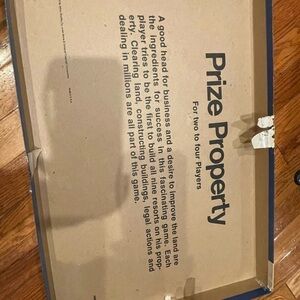 Prize Property
For two to four Players
A good head for business and a desire to improve the land are
the ingredients for success in this fascinating game. Each
player tries to be the first to build all nine resorts on his prop-
erty. Clearing land, constructing buildings, legal actions and
dealing in millions are all part of this game.